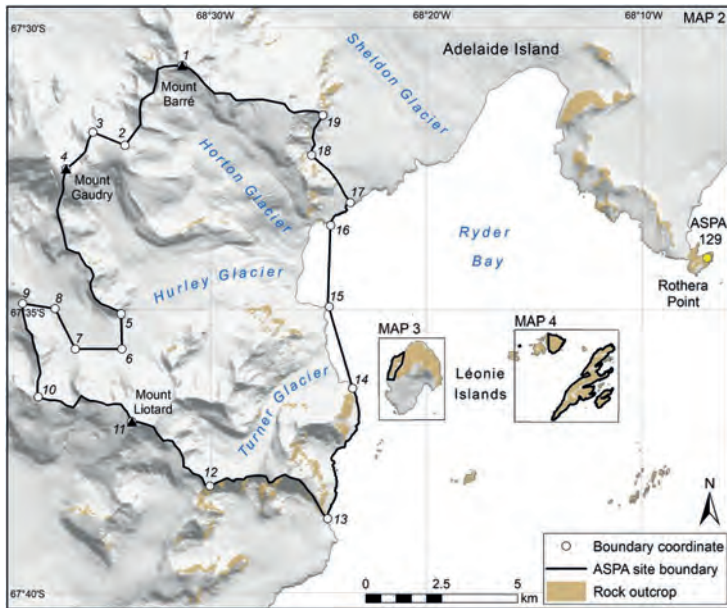 68°30'W
68°20'W
68°10'W
MAP 2
67°30'S
1
Mount
Barré
Sheldon Glacier
Adelaide Island
3
2
19
18
4
Mount
Gaudry
Horton Glacier
17
16
Ryder
Bay
ASPA
129
Rothera
Point
Hurley Glacier
9
8
67°35'S
5
15
7
6
MAP 3
MAP 4
Léonie
Islands
10
Mount
Liotard
11
Turner Glacier
14
12
13
N
Boundary coordinate
ASPA site boundary
Rock outcrop
67°40'S
0
2.5
5
km